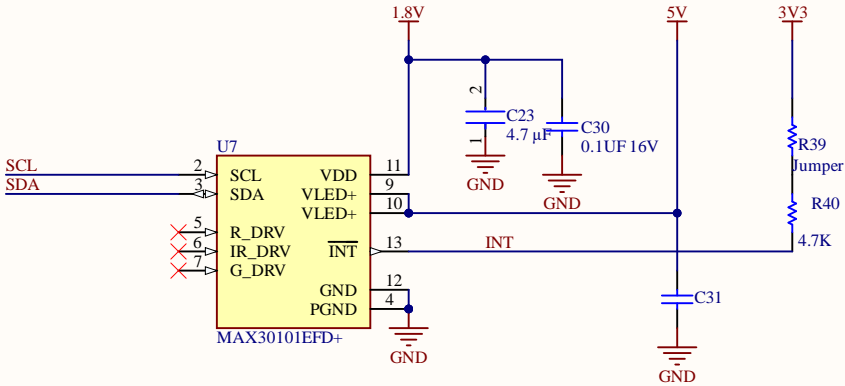 1.8V
5V
3V3
2
C23
4.7 µF
1
C30
0.1UF 16V
GND
GND
R39
Jumper
R40
4.7K
U7
SCL
2
SCL
VDD
11
SDA
3
SDA
VLED+
9
VLED+
10
5
R_DRV
6
IR_DRV
INT
13
INT
7
G_DRV
GND
12
PGND
4
C31
MAX30101EFD+
GND
GND